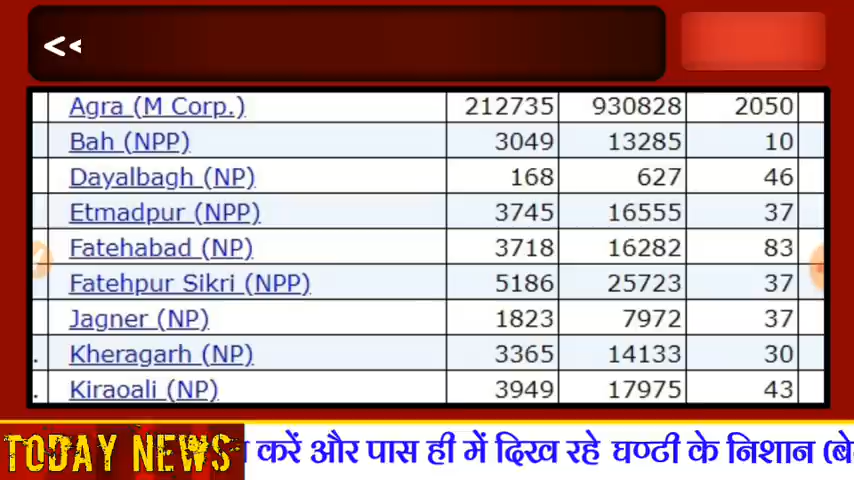 <<
Agra (M Corp.) 212735 930828 2050
Bah (NPP) 3049 13285 10
Dayalbagh (NP) 168 627 46
Etmadpur (NPP) 3745 16555 37
Fatehabad (NP) 3718 16282 83
Fatehpur Sikri (NPP) 5186 25723 37
Jagner (NP) 1823 7972 37
. Kheragarh (NP) 3365 14133 30
. Kiraoali (NP) 3949 17975 43
TODAY NEWS करें और पास ही में दिख रहे घण्टी के निशान (बे